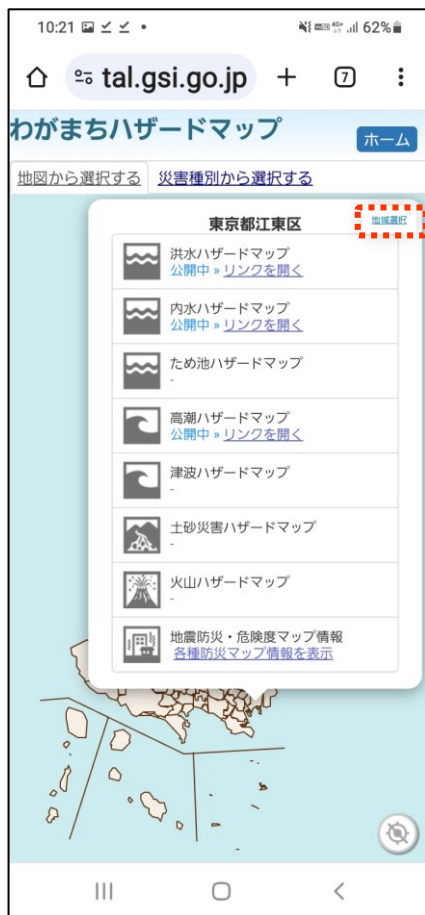 10:21 62%
tal.gsi.go.jp 7
わがまちハザードマップ
ホーム
地図から選択する 災害種別から選択する
東京都江東区 地域選択
洪水ハザードマップ
公開中 » リンクを開く
内水ハザードマップ
公開中 » リンクを開く
ため池ハザードマップ
-
高潮ハザードマップ
公開中 » リンクを開く
津波ハザードマップ
-
土砂災害ハザードマップ
-
火山ハザードマップ
-
地震防災・危険度マップ情報
各種防災マップ情報を表示